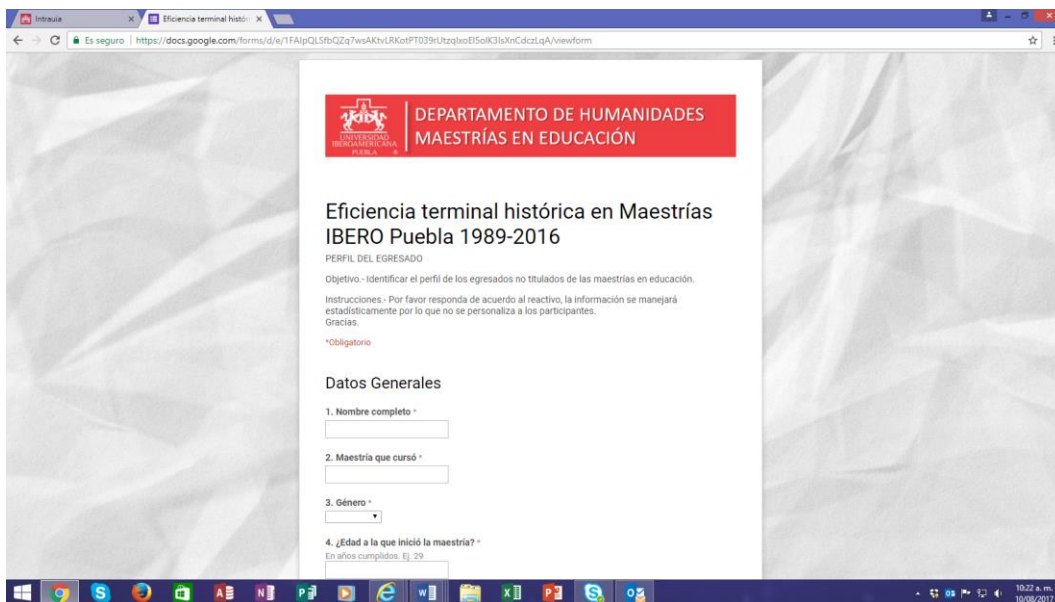 Intrauia
Eficiencia terminal histór
Es seguro
https://docs.google.com/forms/d/e/1FAIpQLSfbQZq7wsAKtvLRKotPT039rUtzqlxoEISolK3lsXnCdczLqA/viewform
UNIVERSIDAD
IBEROAMERICANA
PUEBLA ®
DEPARTAMENTO DE HUMANIDADES
MAESTRÍAS EN EDUCACIÓN
Eficiencia terminal histórica en Maestrías
IBERO Puebla 1989-2016
PERFIL DEL EGRESADO
Objetivo.- Identificar el perfil de los egresados no titulados de las maestrías en educación.
Instrucciones.- Por favor responda de acuerdo al reactivo, la información se manejará
estadísticamente por lo que no se personaliza a los participantes.
Gracias.
*Obligatorio
Datos Generales
1. Nombre completo *
2. Maestría que cursó *
3. Género *
4. ¿Edad a la que inició la maestría? *
En años cumplidos. Ej. 29
10:22 a. m.
10/08/2017